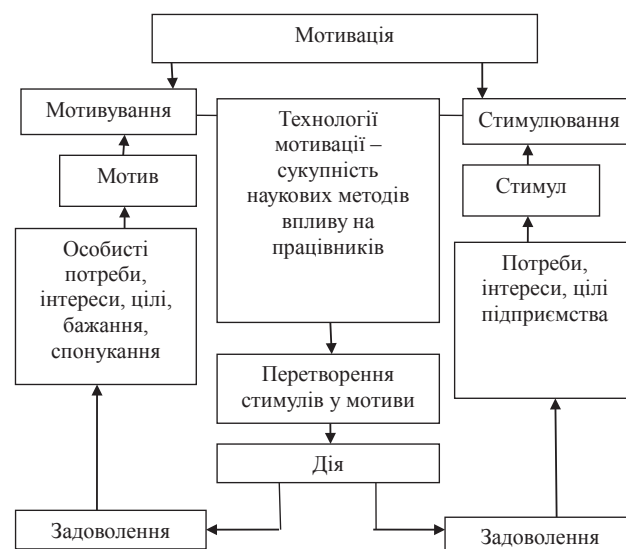 Мотивація
Мотивування
Технології
мотивації –
сукупність
наукових методів
впливу на
працівників
Стимулювання
Мотив
Стимул
Особисті
потреби,
інтереси, цілі,
бажання,
спонукання
Потреби,
інтереси, цілі
підприємства
Перетворення
стимулів у мотиви
Дія
Задоволення
Задоволення